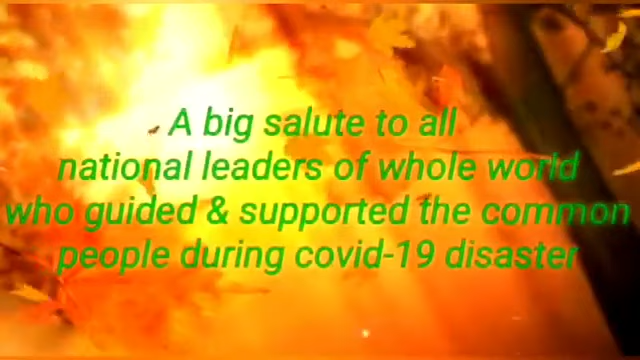 A big salute to all
national leaders of whole world
who guided & supported the common
people during covid-19 disaster